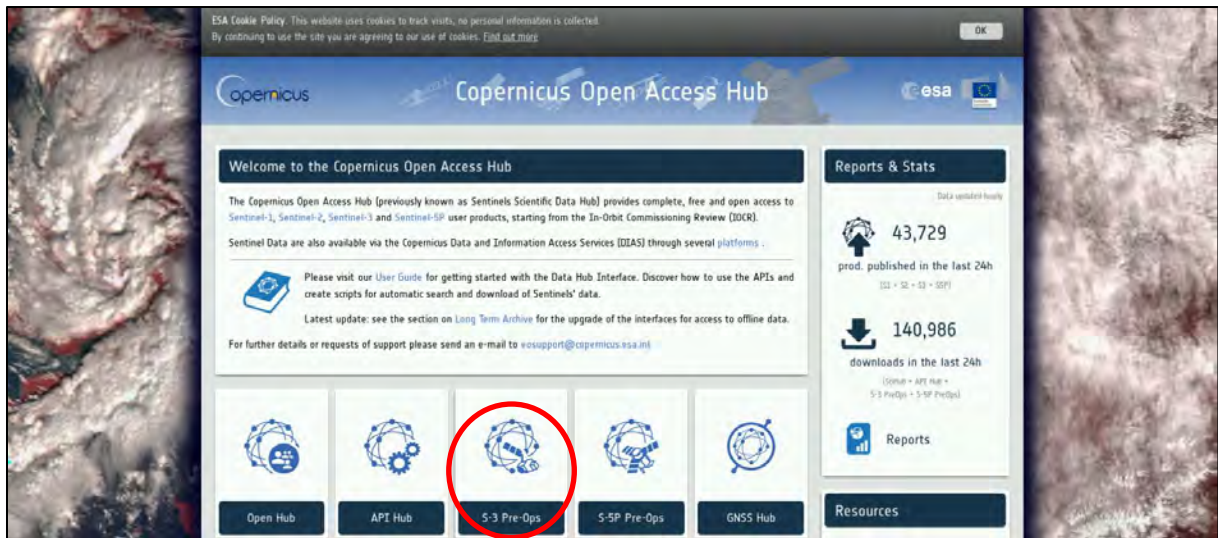 ESA Cookie Policy. This website uses cookies to track visits, no personal information is collected.
By continuing to use the site you are agreeing to our use of cookies. Find out more
OK
opernicus
Copernicus Open Access Hub
esa
Welcome to the Copernicus Open Access Hub
The Copernicus Open Access Hub (previously known as Sentinels Scientific Data Hub) provides complete, free and open access to
Sentinel-1, Sentinel-2, Sentinel-3 and Sentinel-5P user products, starting from the In-Orbit Commissioning Review (IOCR).
Sentinel Data are also available via the Copernicus Data and Information Access Services (DIAS) through several platforms .
Please visit our User Guide for getting started with the Data Hub Interface. Discover how to use the APIs and
create scripts for automatic search and download of Sentinels' data.
Latest update: see the section on Long Term Archive for the upgrade of the interfaces for access to offline data.
For further details or requests of support please send an e-mail to eosupport@copernicus.esa.int
Open Hub
API Hub
S-3 Pre-Ops
S-5P Pre-Ops
GNSS Hub
Reports & Stats
Data updated hourly
43,729
prod. published in the last 24h
(S1 + S2 + S3 + S5P)
140,986
downloads in the last 24h
(SciHub + API Hub +
S-3 PreOps + S-5P PreOps)
Reports
Resources